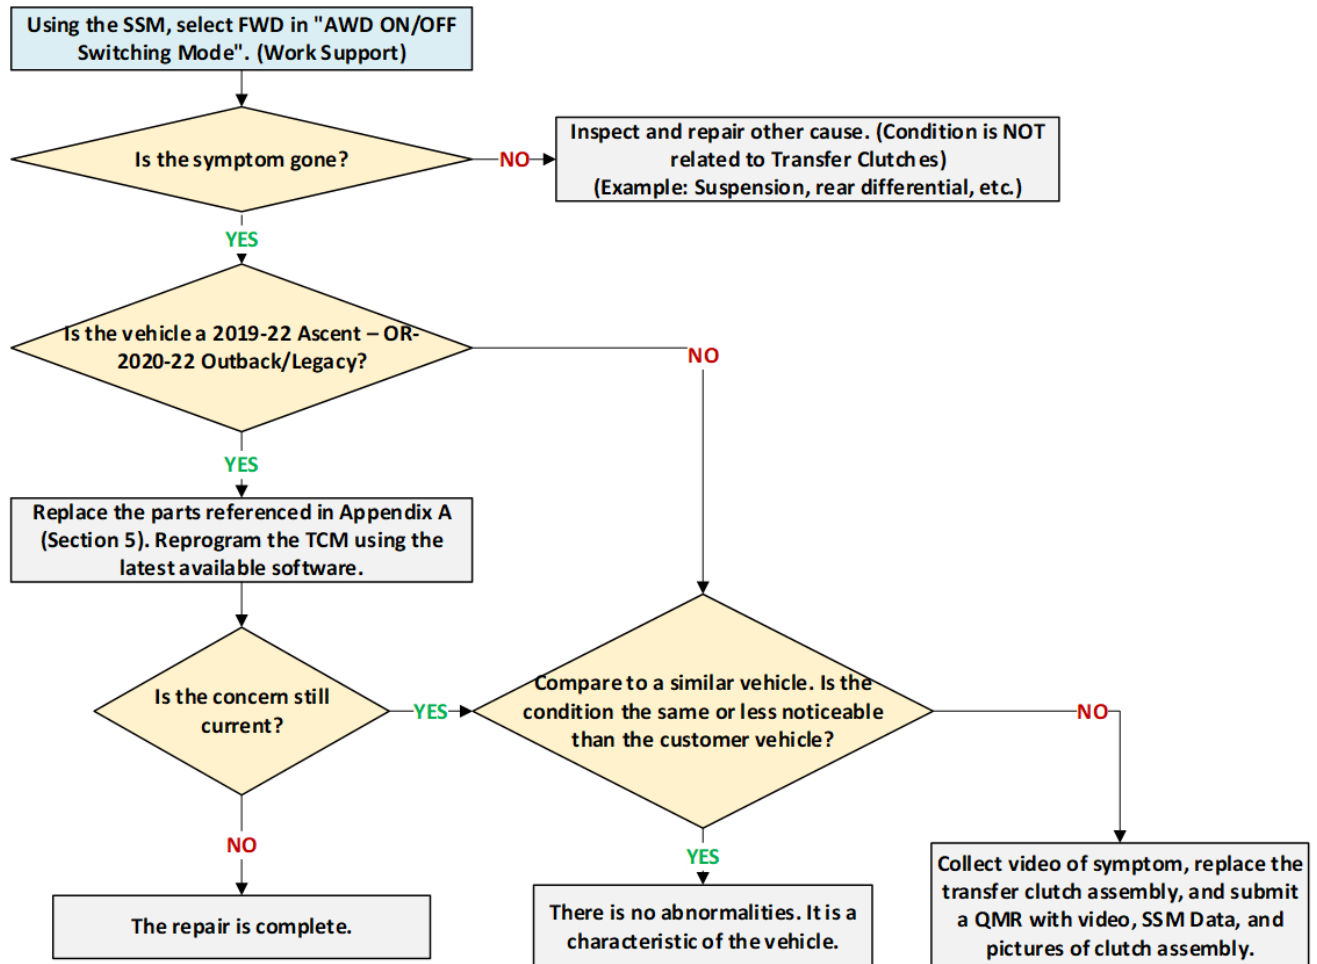 Using the SSM, select FWD in "AWD ON/OFF
Switching Mode". (Work Support)
Is the symptom gone?
NO
Inspect and repair other cause. (Condition is NOT
related to Transfer Clutches)
(Example: Suspension, rear differential, etc.)
YES
Is the vehicle a 2019-22 Ascent – OR-
2020-22 Outback/Legacy?
NO
YES
Replace the parts referenced in Appendix A
(Section 5). Reprogram the TCM using the
latest available software.
Is the concern still
current?
YES
Compare to a similar vehicle. Is the
condition the same or less noticeable
than the customer vehicle?
NO
NO
The repair is complete.
YES
There is no abnormalities. It is a
characteristic of the vehicle.
Collect video of symptom, replace the
transfer clutch assembly, and submit
a QMR with video, SSM Data, and
pictures of clutch assembly.